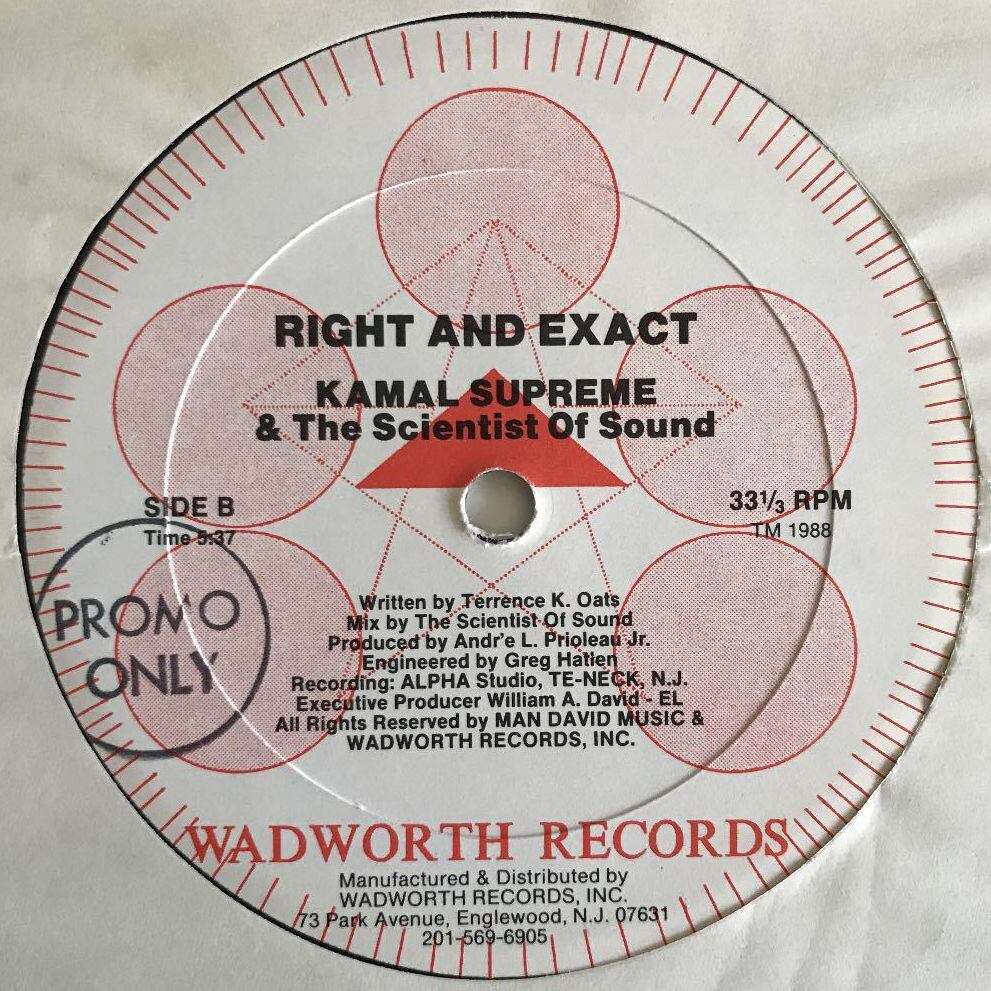 RIGHT AND EXACT
KAMAL SUPREME
& The Scientist Of Sound
SIDE B
Time 5:37
33 1/3 RPM
TM 1988
PROMO
ONLY
Written by Terrence K. Oats
Mix by The Scientist Of Sound
Produced by Andr'e L. Prioleau Jr.
Engineered by Greg Hatien
Recording: ALPHA Studio, TE-NECK, N.J.
Executive Producer William A. David - EL
All Rights Reserved by MAN DAVID MUSIC &
WADWORTH RECORDS, INC.
WADWORTH RECORDS
Manufactured & Distributed by
WADWORTH RECORDS, INC.
73 Park Avenue, Englewood, N.J. 07631
201-569-6905